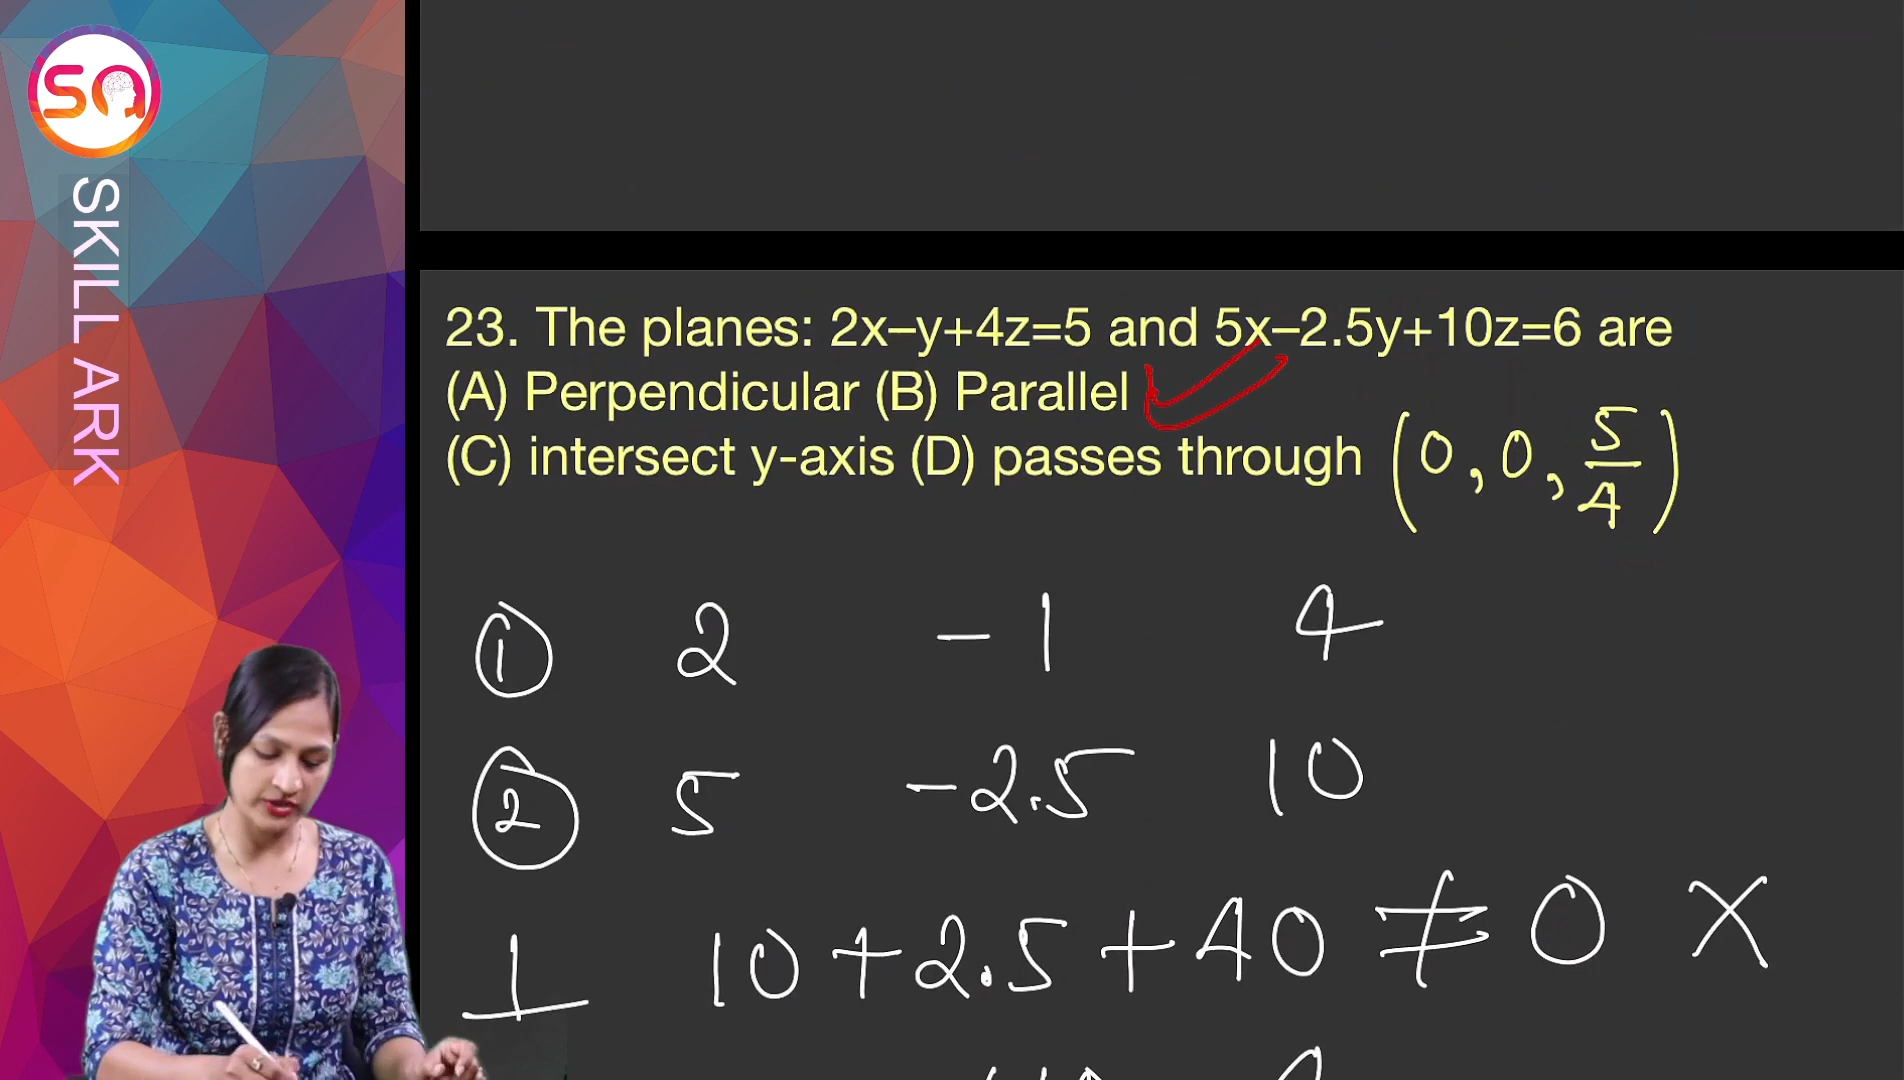 SA
SKILL ARK
23. The planes: 2x–y+4z=5 and 5x–2.5y+10z=6 are
(A) Perpendicular (B) Parallel
(C) intersect y-axis (D) passes through (0, 0, 5/4)
① 2 -1 4
② 5 -2.5 10
⊥ 10 + 2.5 + 40 ≠ 0 ×